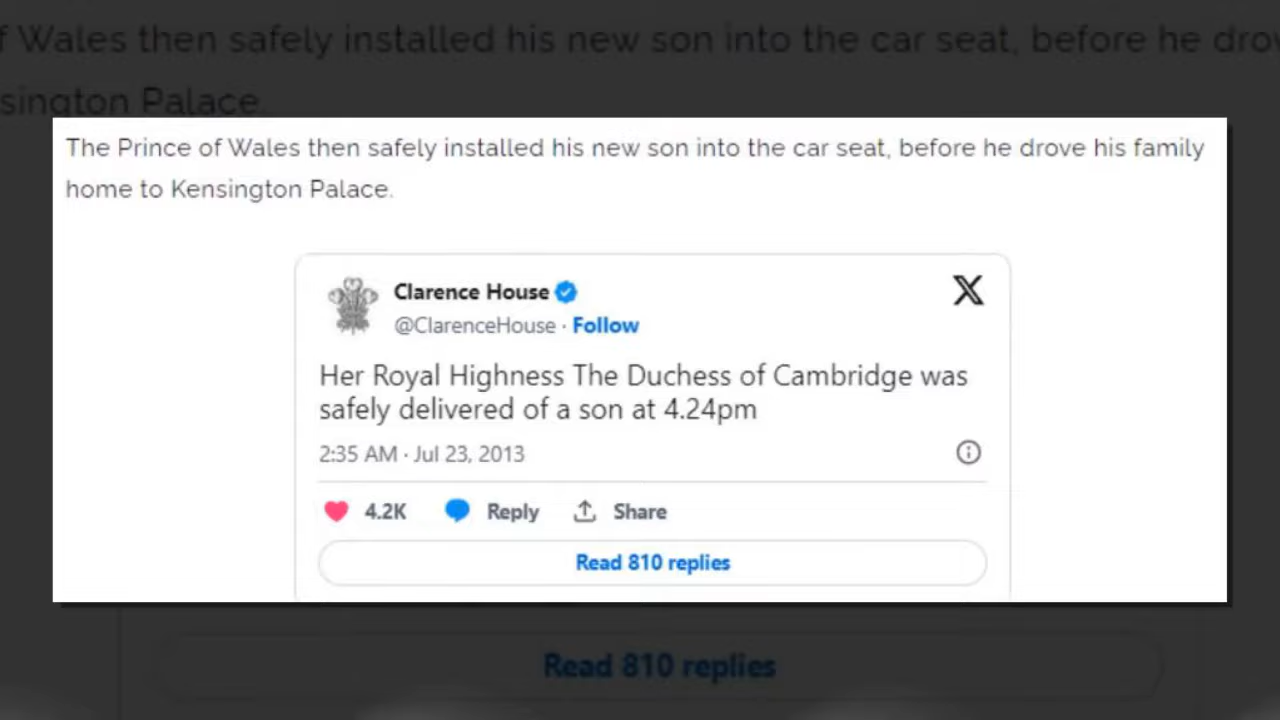 f Wales then safely installed his new son into the car seat, before he drov
sington Palace.
The Prince of Wales then safely installed his new son into the car seat, before he drove his family
home to Kensington Palace.
Clarence House
@ClarenceHouse · Follow
X
Her Royal Highness The Duchess of Cambridge was
safely delivered of a son at 4.24pm
2:35 AM · Jul 23, 2013
4.2K Reply Share
Read 810 replies
Read 810 replies